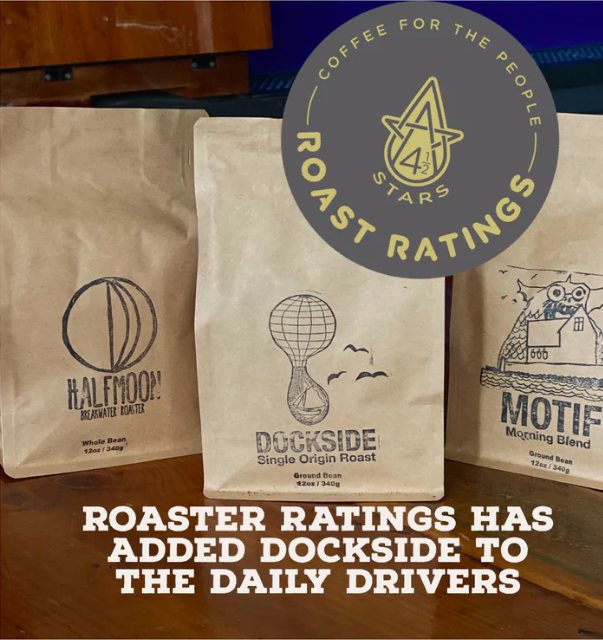 COFFEE FOR THE PEOPLE
4 1/2
STARS
ROAST RATINGS
HALFMOON
BREAKWATER ROASTER
Whole Bean
12oz / 340g
DOCKSIDE
Single Origin Roast
Ground Bean
12oz / 340g
MOTIF
Morning Blend
Ground Bean
12oz / 340g
ROASTER RATINGS HAS
ADDED DOCKSIDE TO
THE DAILY DRIVERS